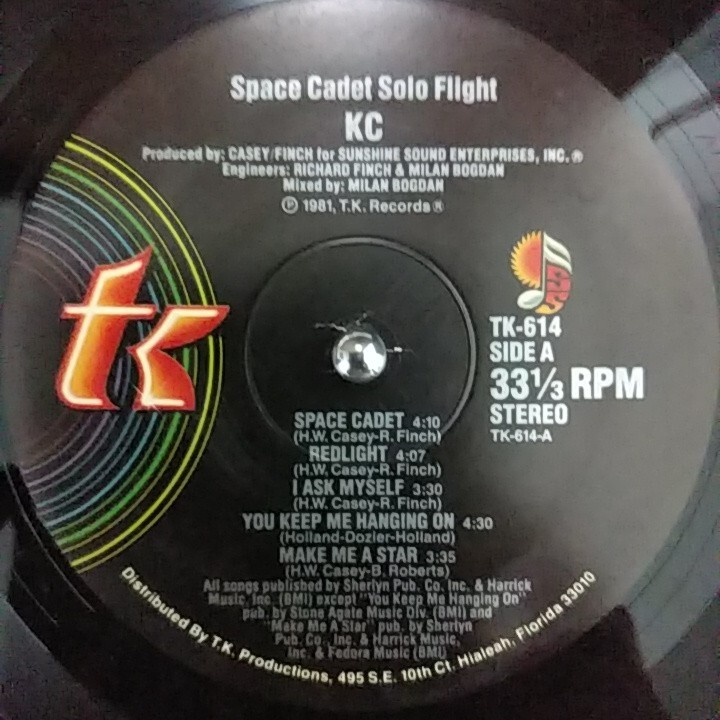 Space Cadet Solo Flight
KC
Produced by: CASEY/FINCH for SUNSHINE SOUND ENTERPRISES, INC.®
Engineers: RICHARD FINCH & MILAN BOGDAN
Mixed by: MILAN BOGDAN
℗ 1981, T.K. Records®
tk
TK-614
SIDE A
33⅓ RPM
STEREO
TK-614-A
SPACE CADET 4:10
(H.W. Casey-R. Finch)
REDLIGHT 4:07
(H.W. Casey-R. Finch)
I ASK MYSELF 3:30
(H.W. Casey-R. Finch)
YOU KEEP ME HANGING ON 4:30
(Holland-Dozier-Holland)
MAKE ME A STAR 3:35
(H.W. Casey-B. Roberts)
All songs published by Sherlyn Pub. Co. Inc. & Harrick
Music, Inc. (BMI) except "You Keep Me Hanging On"
pub. by Stone Agate Music Div. (BMI) and
"Make Me A Star" pub. by Sherlyn
Pub. Co., Inc. & Harrick Music,
Inc. & Fedora Music (BMI)
Distributed By T.K. Productions, 495 S.E. 10th Ct. Hialeah, Florida 33010